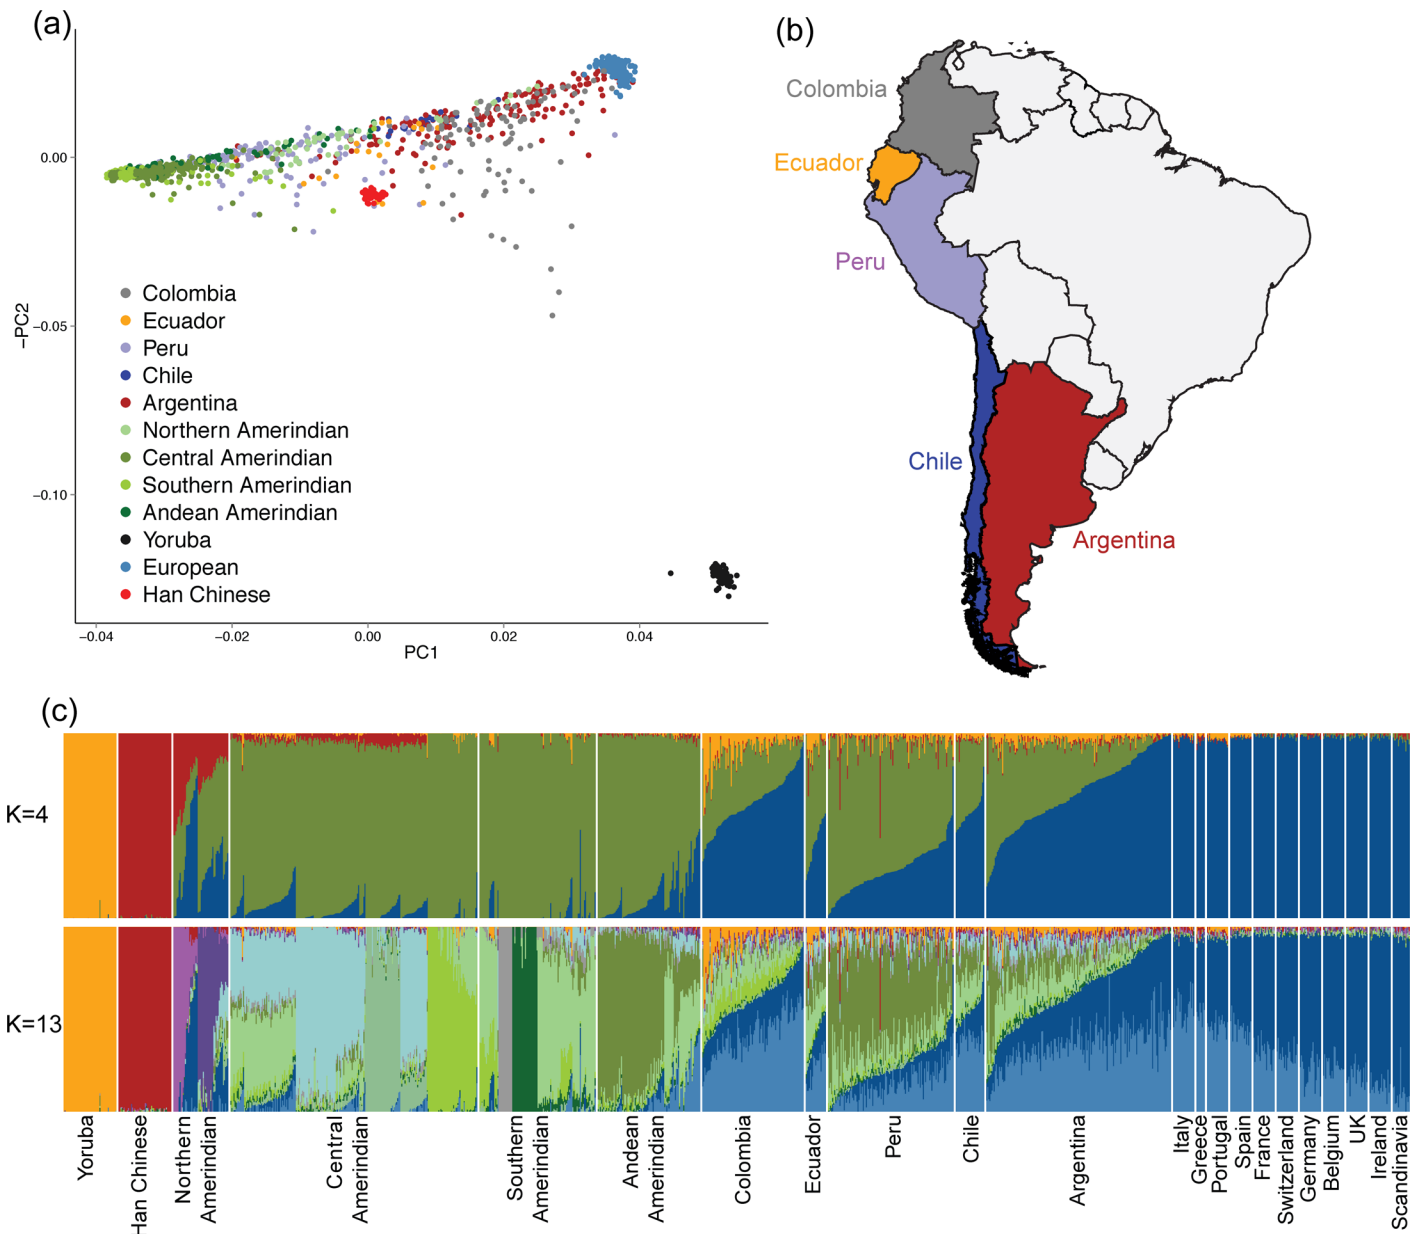 (a)
0.00
−0.05
−0.10
−PC2
Colombia
Ecuador
Peru
Chile
Argentina
Northern Amerindian
Central Amerindian
Southern Amerindian
Andean Amerindian
Yoruba
European
Han Chinese
−0.04
−0.02
0.00
0.02
0.04
PC1
(b)
Colombia
Ecuador
Peru
Chile
Argentina
(c)
K=4
K=13
Yoruba
Han Chinese
Northern
Amerindian
Central
Amerindian
Southern
Amerindian
Andean
Amerindian
Colombia
Ecuador
Peru
Chile
Argentina
Italy
Greece
Portugal
Spain
France
Switzerland
Germany
Belgium
UK
Ireland
Scandinavia